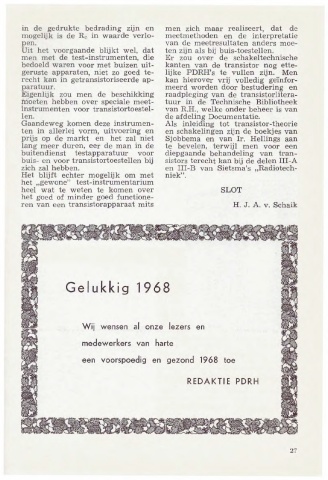 in de gedrukte bedrading zijn en
mogelijk is de R, in waarde verlo-
pen.
Uit het voorgaande blijkt wel, dat
men met de test-instrumenten, die
bedoeld waren voor met buizen uit-
geruste apparaten, niet zo goed te-
recht kan in getransistoriseerde ap-
paratuur.
Eigenlijk zou men de beschikking
moeten hebben over speciale meet-
instrumenten voor transistortoestel-
len.
Gaandeweg komen deze instrumen-
ten in allerlei vorm, uitvoering en
prijs op de markt en het zal niet
lang meer duren, eer de man in de
buitendienst testapparatuur voor
buis- en voor transistortoestellen bij
zich zal hebben.
Het blijft echter mogelijk om met
het „gewone" test-instrumentarium
heel wat te weten te komen over
het goed of minder goed functione-
ren van een transistorapparaat mits
men zich maar realiseert, dat de
meetmethoden en de interpretatie
van de meetresultaten anders moe-
ten zijn als bij buis-toestellen.
Er zou over de schakeltechnische
kanten van de transistor nog ette-
lijke PDRH's te vullen zijn. Men
kan hierover vrij volledig geïnfor-
meerd worden door bestudering en
raadpleging van de transistorlitera-
tuur in de Technische Bibliotheek
van R.H., welke onder beheer is van
de afdeling Documentatie.
Als inleiding tot transistor-theorie
en schakelingen zijn de boekjes van
Sjobbema en van Ir. Hellings aan
te bevelen, terwijl men voor een
diepgaande behandeling van tran-
sistors terecht kan bij de delen III-A
en III-B van Sietsma's „Radiotech-
niek".
SLOT
H. J. A. v. Schaik
Gelukkig 1968
Wij wensen al onze lezers en
medewerkers van harte
een voorspoedig en gezond 1968 toe
REDAKTIE PDRH
27